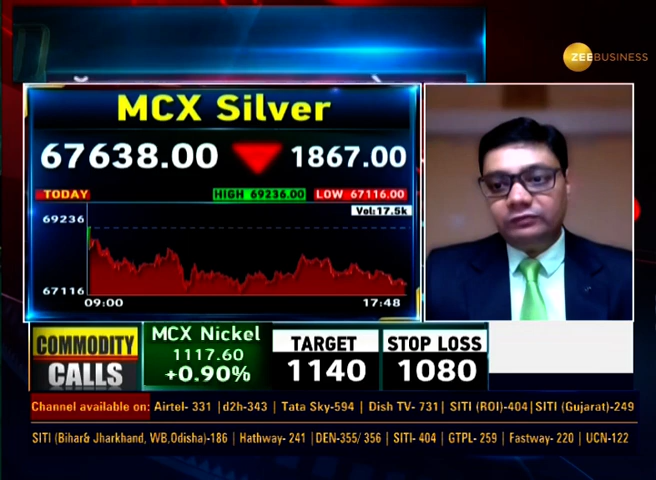 ZEEBUSINESS
MCX Silver
67638.00 1867.00
TODAY HIGH 69236.00 LOW 67116.00
Vol:17.5k
69236
67116
09:00 17:48
COMMODITY CALLS
MCX Nickel
1117.60
+0.90%
TARGET
1140
STOP LOSS
1080
Channel available on: Airtel- 331 |d2h-343 | Tata Sky-594 | Dish TV- 731| SITI (ROI)-404| SITI (Gujarat)-249
SITI (Bihar& Jharkhand, WB,Odisha)-186 | Hathway- 241 |DEN-355/ 356 | SITI- 404 | GTPL- 259 | Fastway- 220 | UCN-122